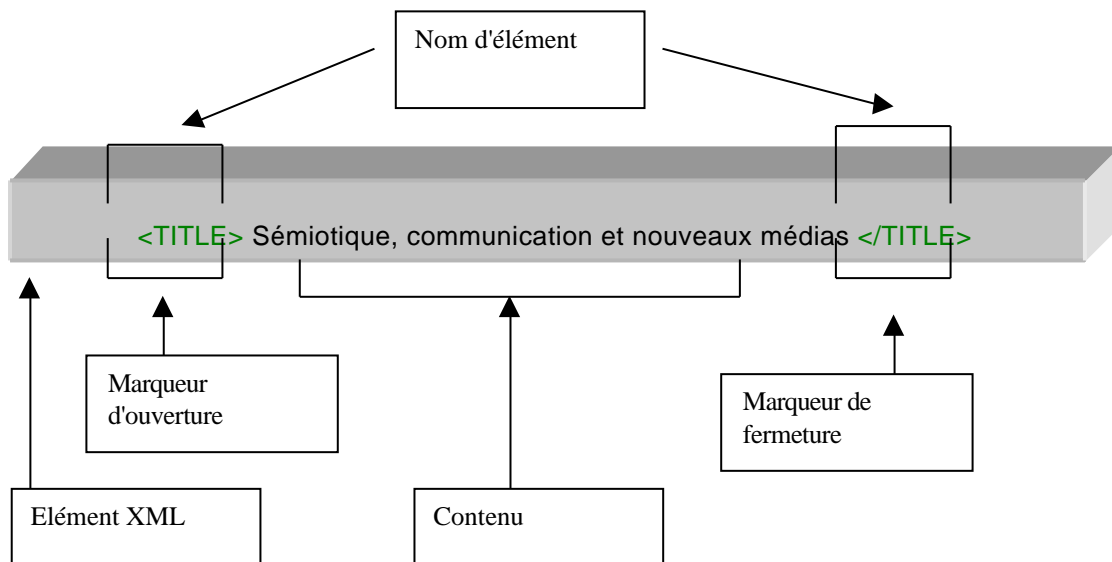 Nom d'élément
<TITLE> Sémiotique, communication et nouveaux médias </TITLE>
Marqueur
d'ouverture
Marqueur de
fermeture
Elément XML
Contenu